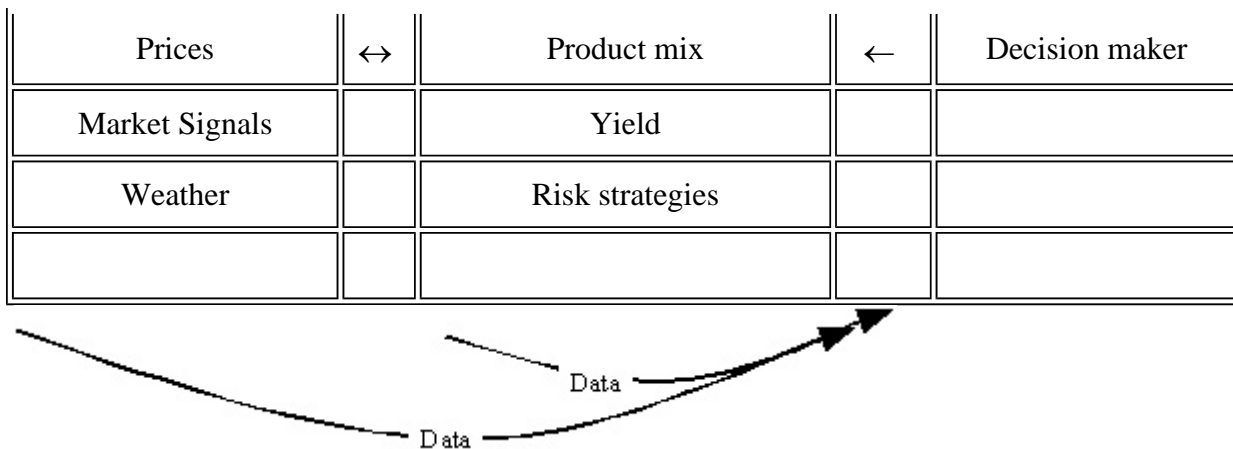 Prices ↔ Product mix ← Decision maker
Market Signals Yield
Weather Risk strategies
Data
Data